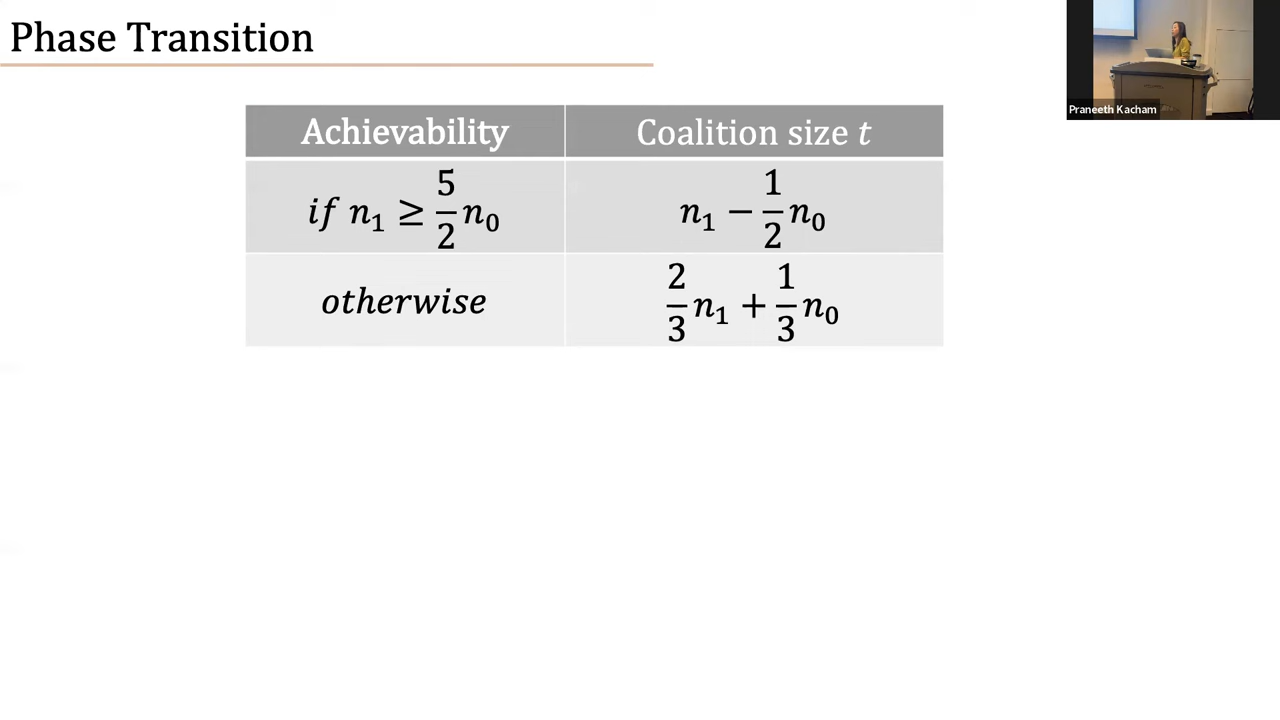 Phase Transition
Praneeth Kacham
Achievability
Coalition size t
if n₁ ≥ 5/2 n₀
n₁ − 1/2 n₀
otherwise
2/3 n₁ + 1/3 n₀